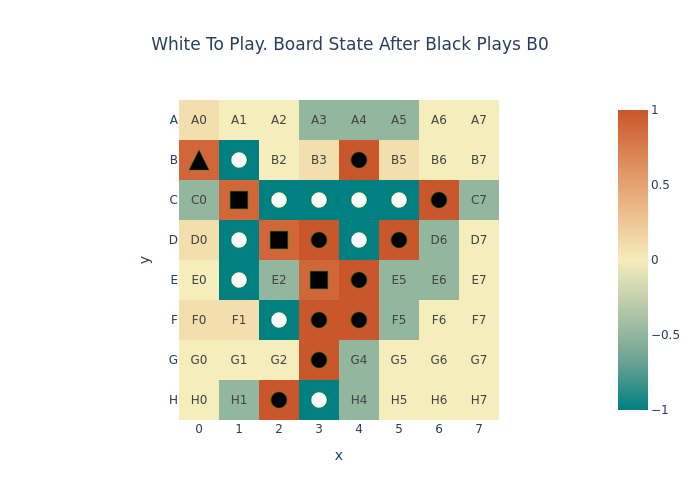 White To Play. Board State After Black Plays B0
A A0 A1 A2 A3 A4 A5 A6 A7
B B2 B3 B5 B6 B7
C C0 C7
D D0 D6 D7
E E0 E2 E5 E6 E7
F F0 F1 F5 F6 F7
G G0 G1 G2 G4 G5 G6 G7
H H0 H1 H4 H5 H6 H7
0 1 2 3 4 5 6 7
x
y
1
0.5
0
−0.5
−1